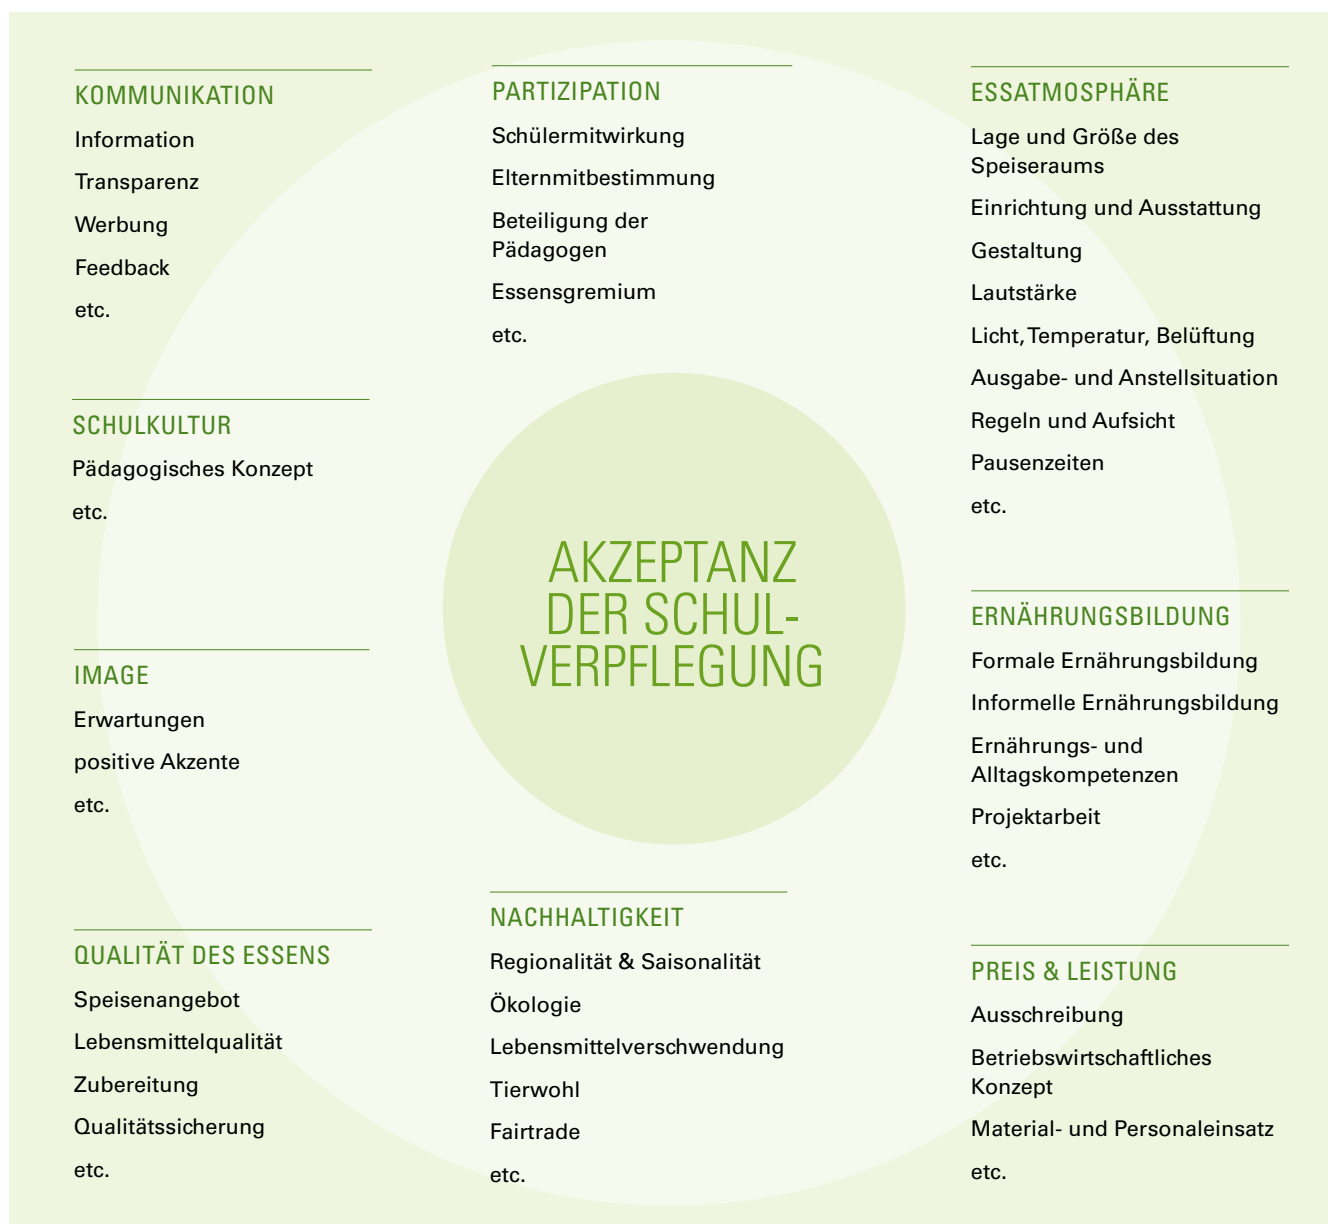 KOMMUNIKATION
Information
Transparenz
Werbung
Feedback
etc.
PARTIZIPATION
Schülermitwirkung
Elternmitbestimmung
Beteiligung der
Pädagogen
Essensgremium
etc.
ESSATMOSPHÄRE
Lage und Größe des
Speiseraums
Einrichtung und Ausstattung
Gestaltung
Lautstärke
Licht, Temperatur, Belüftung
Ausgabe- und Anstellsituation
Regeln und Aufsicht
Pausenzeiten
etc.
SCHULKULTUR
Pädagogisches Konzept
etc.
AKZEPTANZ
DER SCHUL-
VERPFLEGUNG
IMAGE
Erwartungen
positive Akzente
etc.
ERNÄHRUNGSBILDUNG
Formale Ernährungsbildung
Informelle Ernährungsbildung
Ernährungs- und
Alltagskompetenzen
Projektarbeit
etc.
QUALITÄT DES ESSENS
Speisenangebot
Lebensmittelqualität
Zubereitung
Qualitätssicherung
etc.
NACHHALTIGKEIT
Regionalität & Saisonalität
Ökologie
Lebensmittelverschwendung
Tierwohl
Fairtrade
etc.
PREIS & LEISTUNG
Ausschreibung
Betriebswirtschaftliches
Konzept
Material- und Personaleinsatz
etc.